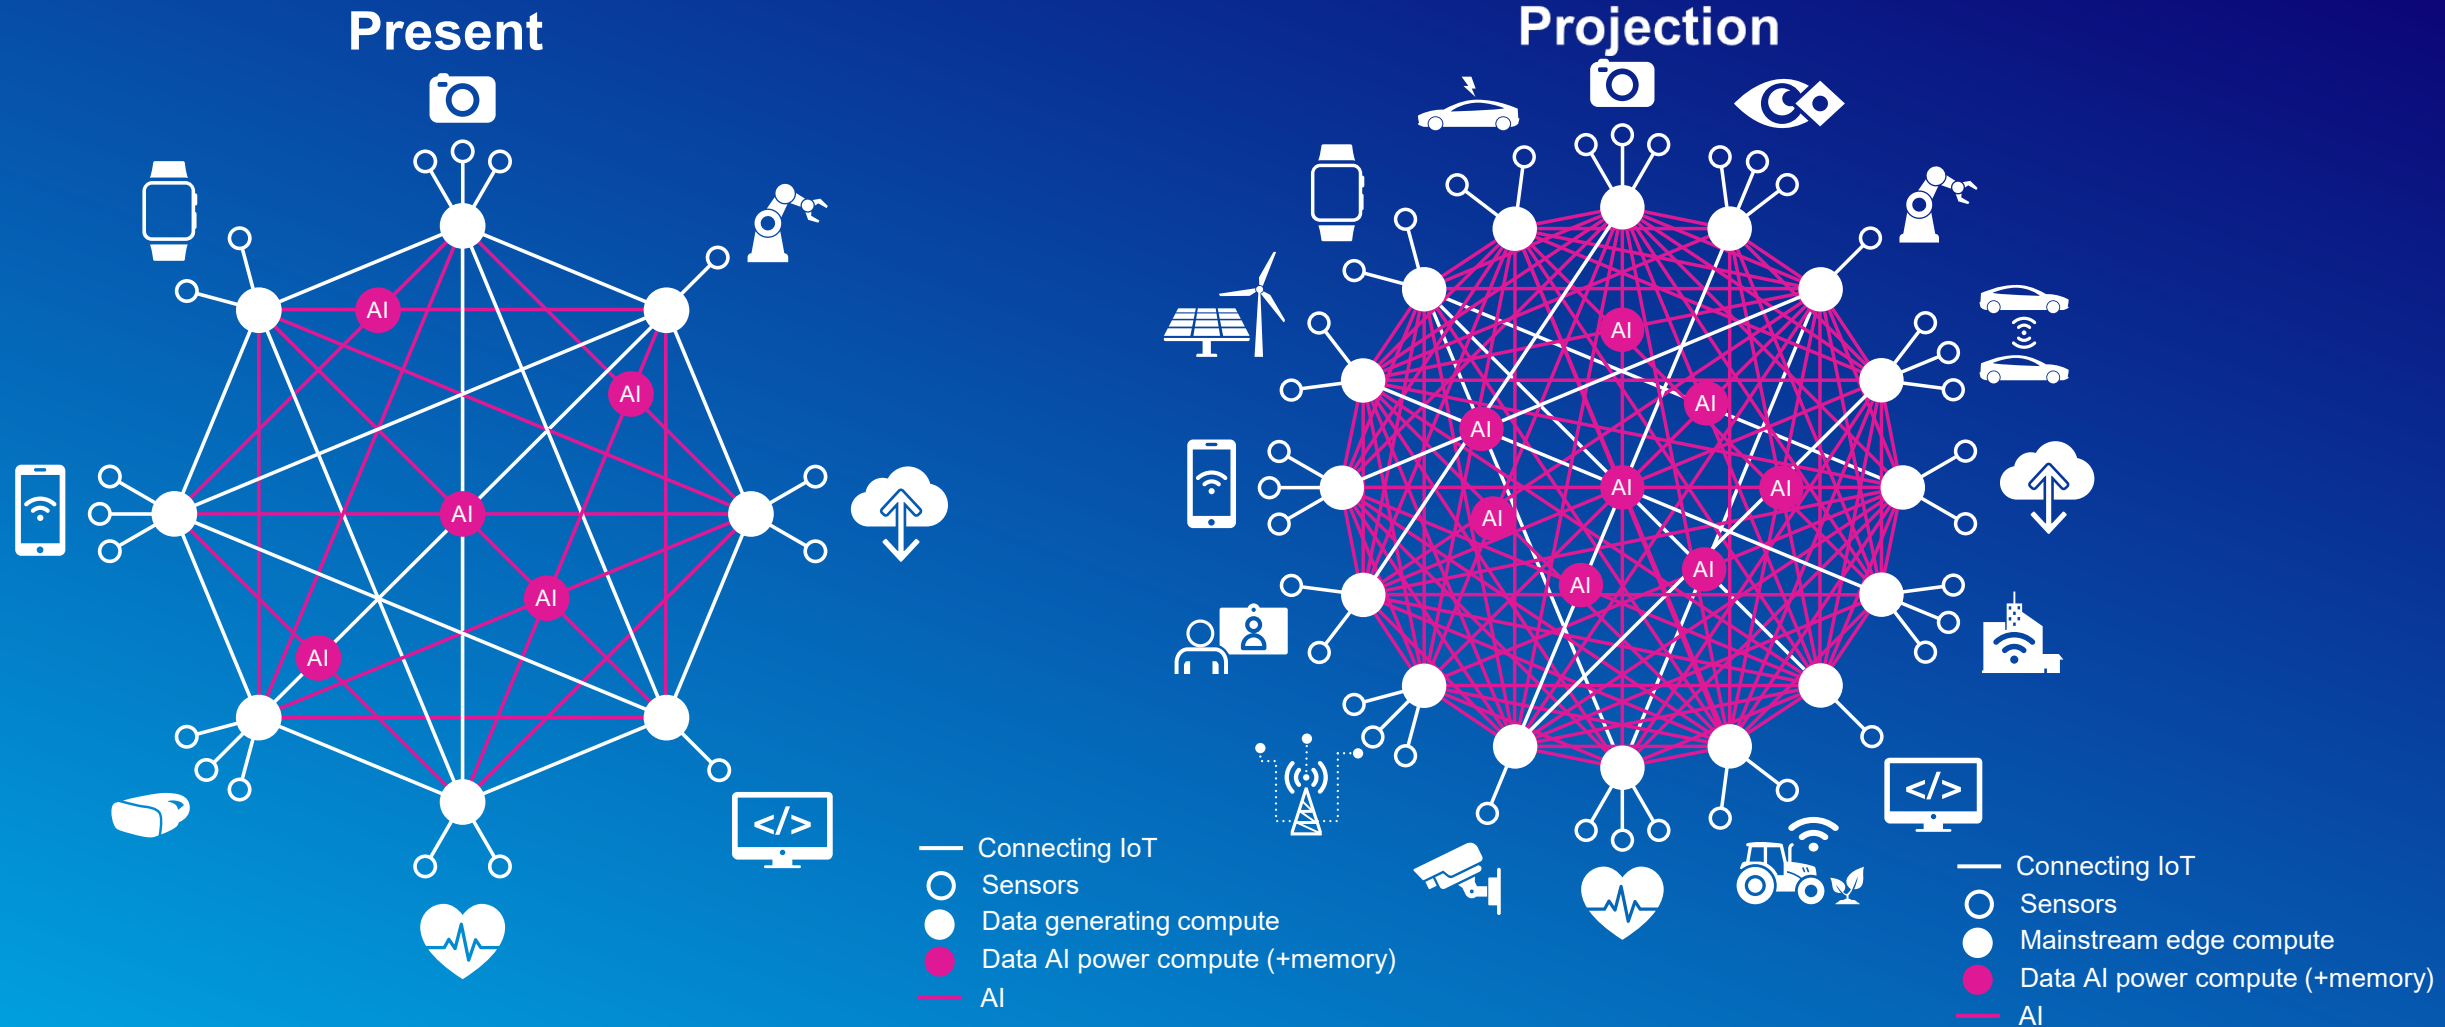 Present
AI
AI
AI
AI
AI
</>
Connecting IoT
Sensors
Data generating compute
Data AI power compute (+memory)
AI
Projection
AI
AI
AI
AI
AI
AI
AI
AI
</>
Connecting IoT
Sensors
Mainstream edge compute
Data AI power compute (+memory)
AI